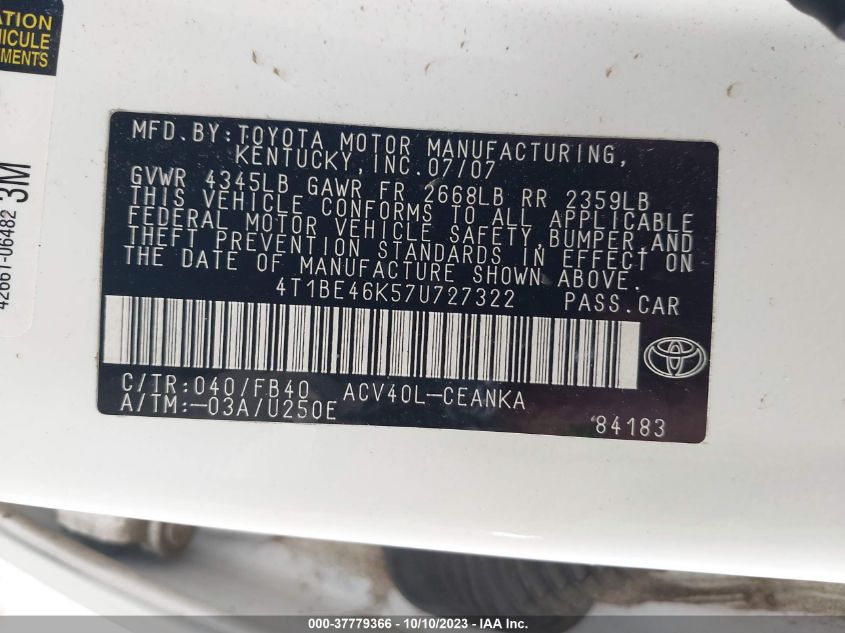 ATION
HICULE
EMENTS
42661-06482 3M
MFD.BY:TOYOTA MOTOR MANUFACTURING,
KENTUCKY,INC.07/07
GVWR 4345LB GAWR FR 2668LB RR 2359LB
THIS VEHICLE CONFORMS TO ALL APPLICABLE
FEDERAL MOTOR VEHICLE SAFETY,BUMPER,AND
THEFT PREVENTION STANDARDS IN EFFECT ON
THE DATE OF MANUFACTURE SHOWN ABOVE.
4T1BE46K57U727322 PASS.CAR
C/TR:040/FB40 ACV40L-CEANKA
A/TM:-03A/U250E '84183
000-37779366 - 10/10/2023 - IAA Inc.